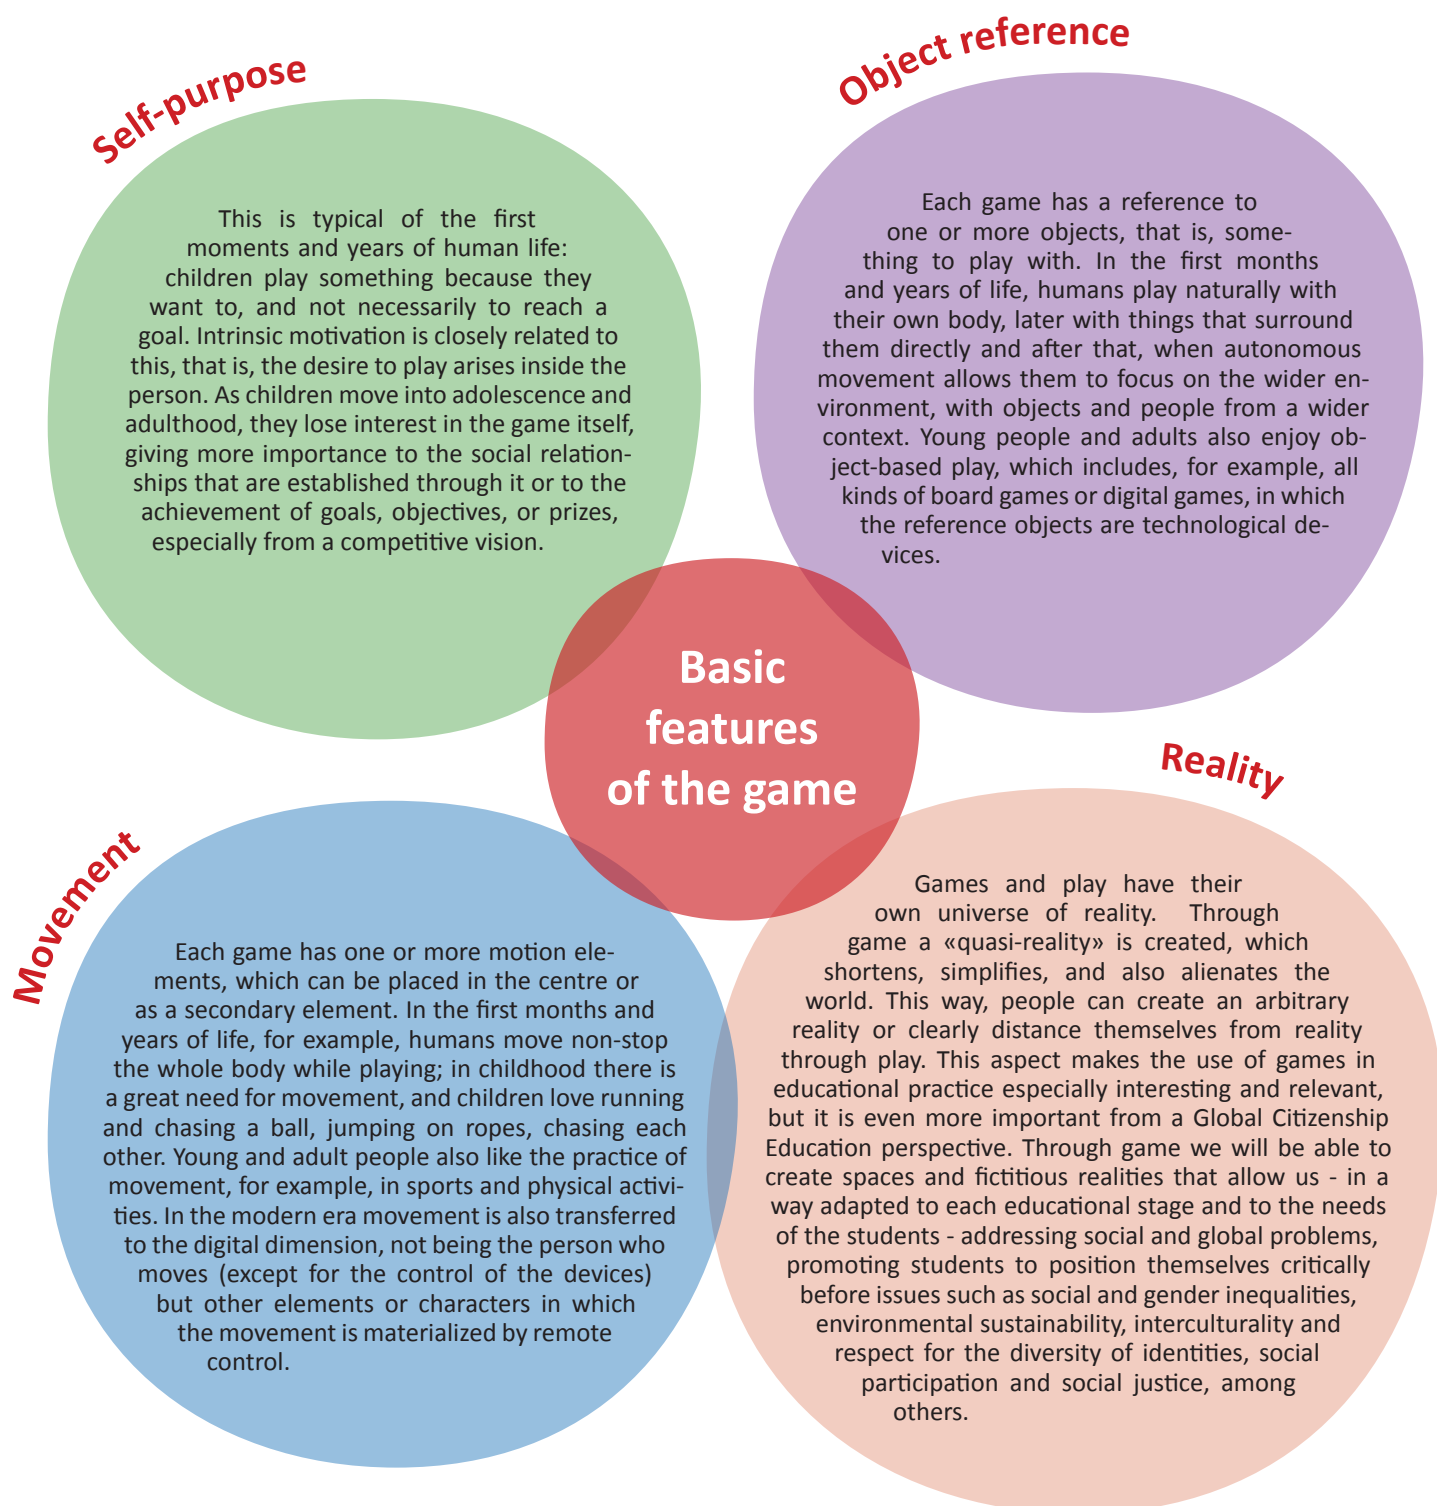 Self-purpose
This is typical of the first
moments and years of human life:
children play something because they
want to, and not necessarily to reach a
goal. Intrinsic motivation is closely related to
this, that is, the desire to play arises inside the
person. As children move into adolescence and
adulthood, they lose interest in the game itself,
giving more importance to the social relation-
ships that are established through it or to the
achievement of goals, objectives, or prizes,
especially from a competitive vision.
Object reference
Each game has a reference to
one or more objects, that is, some-
thing to play with. In the first months
and years of life, humans play naturally with
their own body, later with things that surround
them directly and after that, when autonomous
movement allows them to focus on the wider en-
vironment, with objects and people from a wider
context. Young people and adults also enjoy ob-
ject-based play, which includes, for example, all
kinds of board games or digital games, in which
the reference objects are technological de-
vices.
Basic
features
of the game
Movement
Each game has one or more motion ele-
ments, which can be placed in the centre or
as a secondary element. In the first months and
years of life, for example, humans move non-stop
the whole body while playing; in childhood there is
a great need for movement, and children love running
and chasing a ball, jumping on ropes, chasing each
other. Young and adult people also like the practice of
movement, for example, in sports and physical activi-
ties. In the modern era movement is also transferred
to the digital dimension, not being the person who
moves (except for the control of the devices)
but other elements or characters in which
the movement is materialized by remote
control.
Reality
Games and play have their
own universe of reality. Through
game a «quasi-reality» is created, which
shortens, simplifies, and also alienates the
world. This way, people can create an arbitrary
reality or clearly distance themselves from reality
through play. This aspect makes the use of games in
educational practice especially interesting and relevant,
but it is even more important from a Global Citizenship
Education perspective. Through game we will be able to
create spaces and fictitious realities that allow us - in a
way adapted to each educational stage and to the needs
of the students - addressing social and global problems,
promoting students to position themselves critically
before issues such as social and gender inequalities,
environmental sustainability, interculturality and
respect for the diversity of identities, social
participation and social justice, among
others.